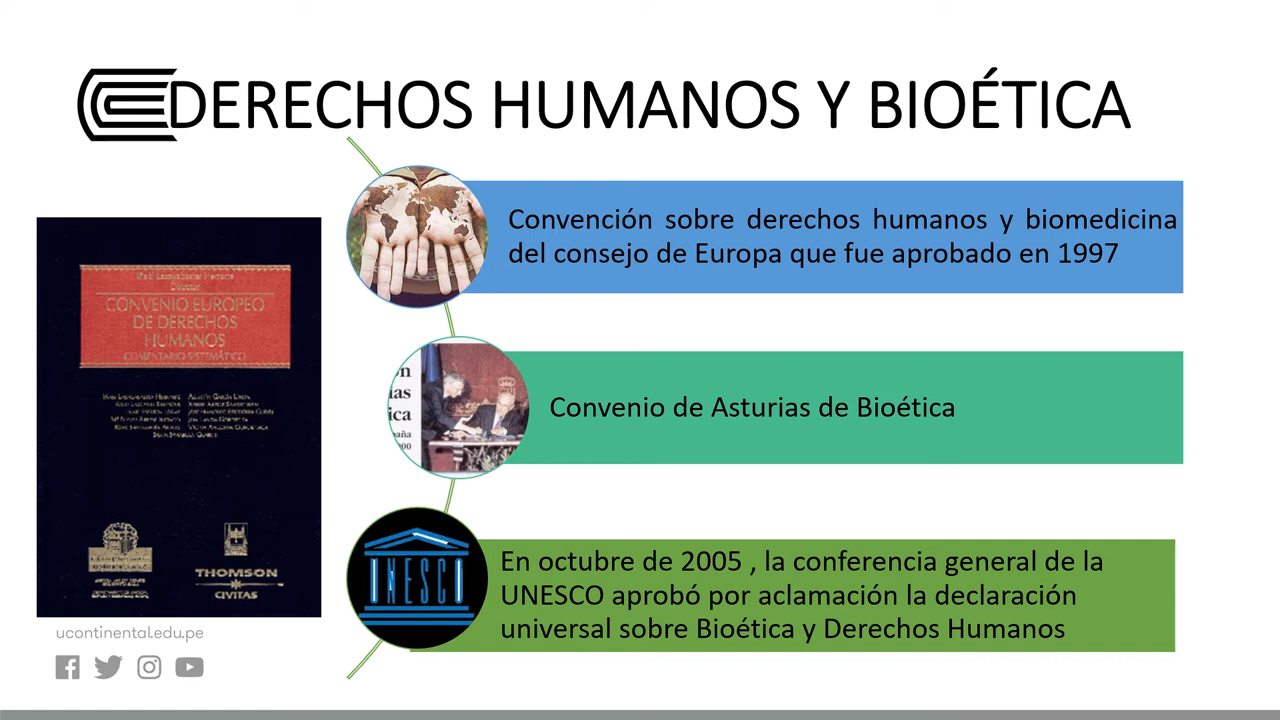 DERECHOS HUMANOS Y BIOÉTICA
Convención sobre derechos humanos y biomedicina
del consejo de Europa que fue aprobado en 1997
Director
CONVENIO EUROPEO
DE DERECHOS
HUMANOS
COMENTARIO SISTEMÁTICO
THOMSON
CIVITAS
Convenio de Asturias de Bioética
UNESCO
En octubre de 2005 , la conferencia general de la
UNESCO aprobó por aclamación la declaración
universal sobre Bioética y Derechos Humanos
ucontinental.edu.pe